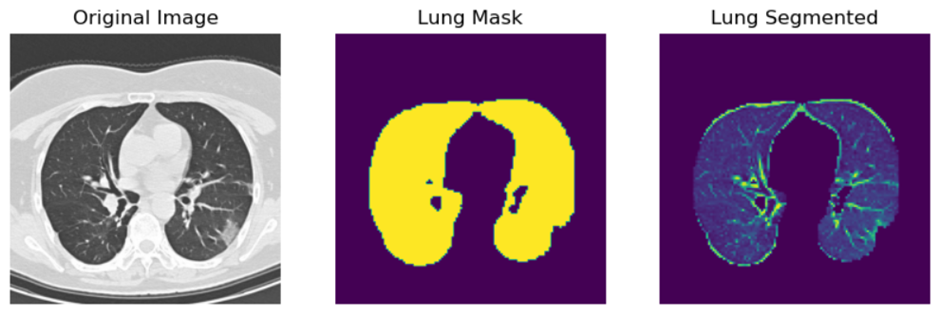 Original Image
Lung Mask
Lung Segmented